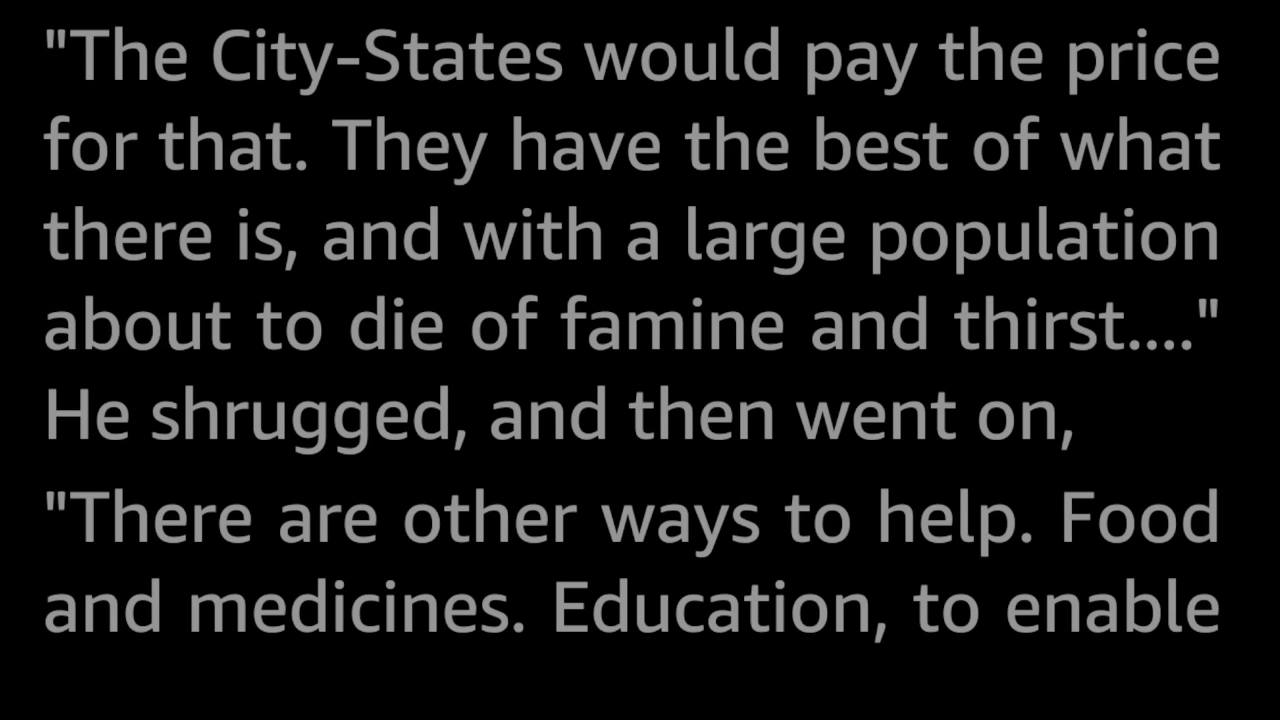 "The City-States would pay the price
for that. They have the best of what
there is, and with a large population
about to die of famine and thirst...."
He shrugged, and then went on,
"There are other ways to help. Food
and medicines. Education, to enable